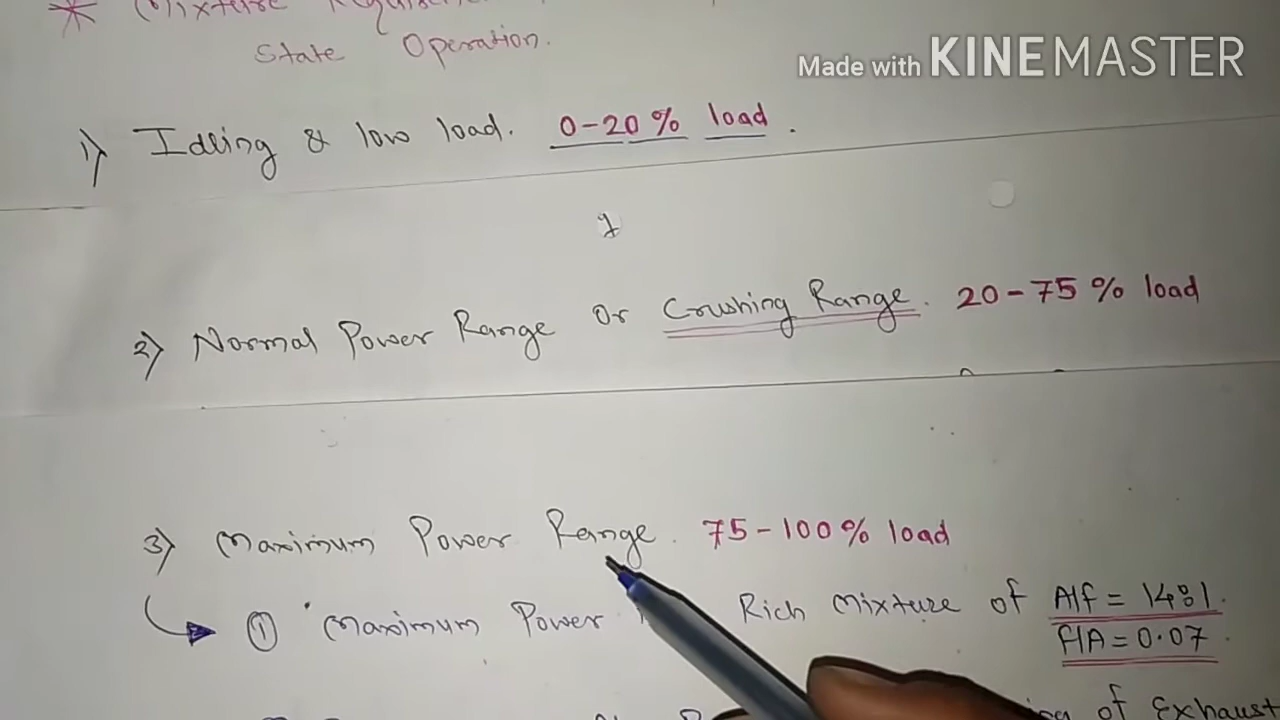 * Mixture Requirem
State Operation.
Made with KINEMASTER
1) Idling & low load. 0-20% load.
2) Normal Power Range or Crushing Range. 20-75% load
3) Maximum Power Range. 75-100% load
① Maximum Power Rich Mixture of A/f = 14:1.
f/A = 0.07
of Exhaust